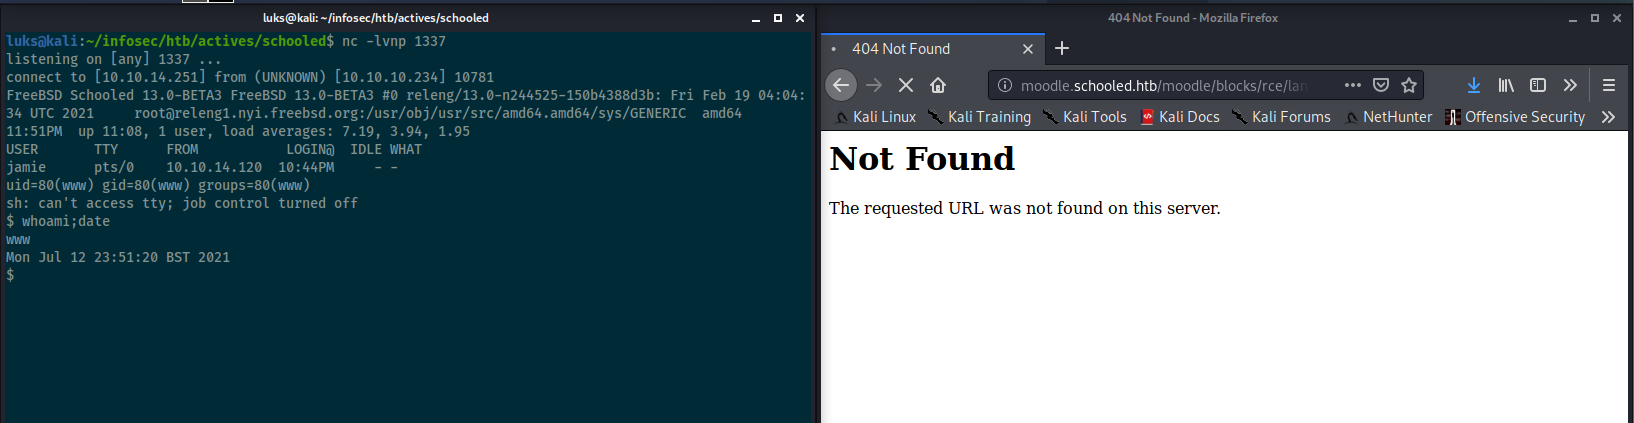 luks@kali: ~/infosec/htb/actives/schooled
luks@kali:~/infosec/htb/actives/schooled$ nc -lvnp 1337
listening on [any] 1337 ...
connect to [10.10.14.251] from (UNKNOWN) [10.10.10.234] 10781
FreeBSD Schooled 13.0-BETA3 FreeBSD 13.0-BETA3 #0 releng/13.0-n244525-150b4388d3b: Fri Feb 19 04:04:
34 UTC 2021     root@releng1.nyi.freebsd.org:/usr/obj/usr/src/amd64.amd64/sys/GENERIC  amd64
11:51PM  up 11:08, 1 user, load averages: 7.19, 3.94, 1.95
USER       TTY      FROM           LOGIN@  IDLE WHAT
jamie      pts/0    10.10.14.120  10:44PM     - -
uid=80(www) gid=80(www) groups=80(www)
sh: can't access tty; job control turned off
$ whoami;date
www
Mon Jul 12 23:51:20 BST 2021
$
404 Not Found - Mozilla Firefox
404 Not Found
moodle.schooled.htb/moodle/blocks/rce/lan
Kali Linux Kali Training Kali Tools Kali Docs Kali Forums NetHunter Offensive Security
Not Found
The requested URL was not found on this server.